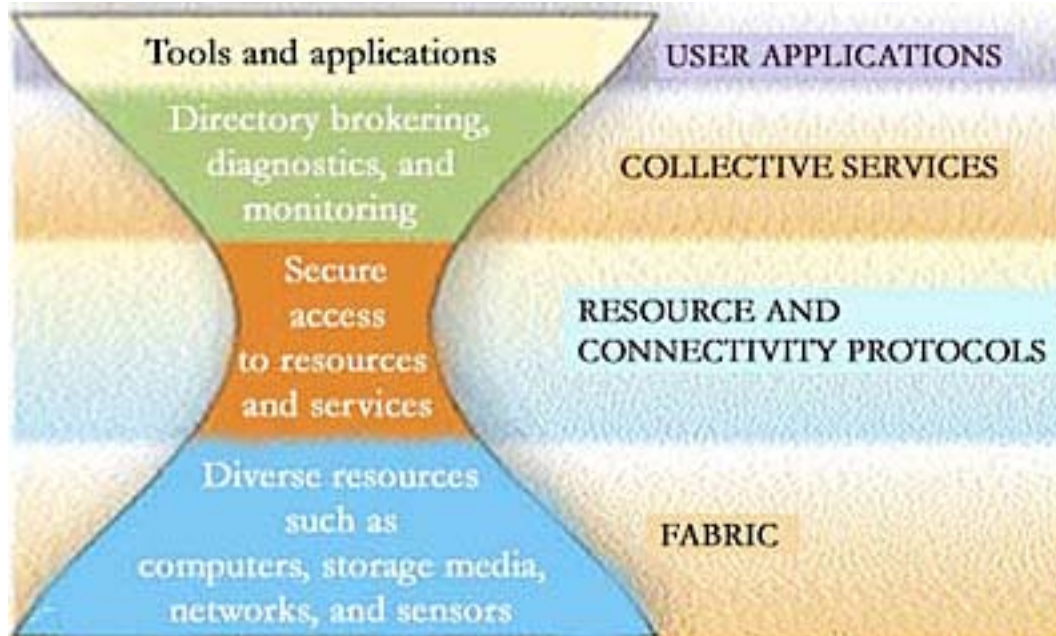 Tools and applications
USER APPLICATIONS
Directory brokering,
diagnostics, and
monitoring
COLLECTIVE SERVICES
Secure
access
to resources
and services
RESOURCE AND
CONNECTIVITY PROTOCOLS
Diverse resources
such as
computers, storage media,
networks, and sensors
FABRIC